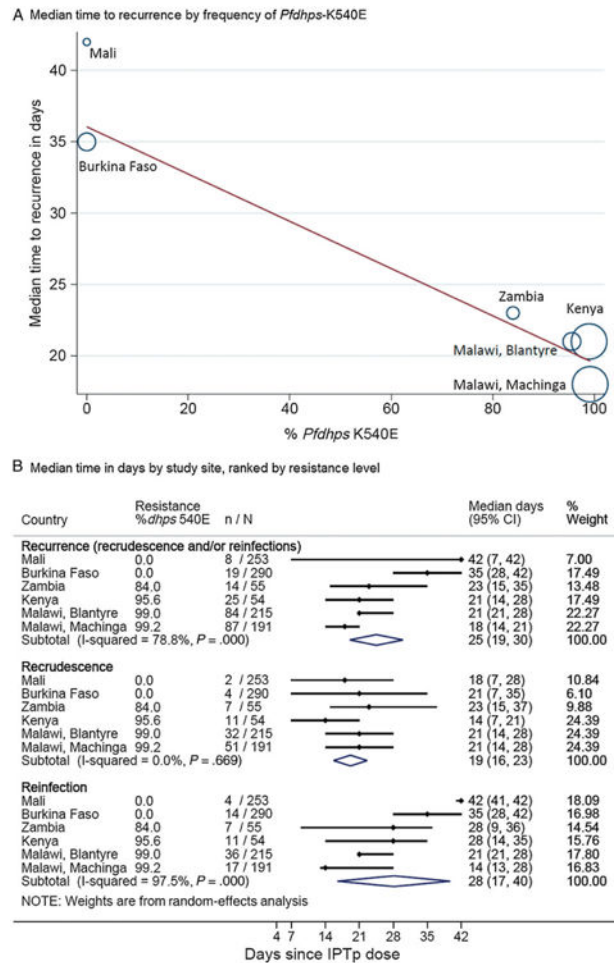 A Median time to recurrence by frequency of Pfdhps-K540E
Median time to recurrence in days
40
35
30
25
20
Mali
Burkina Faso
Zambia
Kenya
Malawi, Blantyre
Malawi, Machinga
0 20 40 60 80 100
% Pfdhps K540E
B Median time in days by study site, ranked by resistance level
Country Resistance %dhps 540E n / N Median days (95% CI) % Weight
Recurrence (recrudescence and/or reinfections)
Mali 0.0 8 / 253 42 (7, 42) 7.00
Burkina Faso 0.0 19 / 290 35 (28, 42) 17.49
Zambia 84.0 14 / 55 23 (15, 35) 13.48
Kenya 95.6 25 / 54 21 (14, 28) 17.49
Malawi, Blantyre 99.0 84 / 215 21 (21, 28) 22.27
Malawi, Machinga 99.2 87 / 191 18 (14, 21) 22.27
Subtotal (I-squared = 78.8%, P = .000) 25 (19, 30) 100.00
Recrudescence
Mali 0.0 2 / 253 18 (7, 28) 10.84
Burkina Faso 0.0 4 / 290 21 (7, 35) 6.10
Zambia 84.0 7 / 55 23 (15, 37) 9.88
Kenya 95.6 11 / 54 14 (7, 21) 24.39
Malawi, Blantyre 99.0 32 / 215 21 (14, 28) 24.39
Malawi, Machinga 99.2 51 / 191 21 (14, 28) 24.39
Subtotal (I-squared = 0.0%, P = .669) 19 (16, 23) 100.00
Reinfection
Mali 0.0 4 / 253 42 (41, 42) 18.09
Burkina Faso 0.0 14 / 290 35 (28, 42) 16.98
Zambia 84.0 7 / 55 28 (9, 36) 14.54
Kenya 95.6 11 / 54 28 (14, 35) 15.76
Malawi, Blantyre 99.0 36 / 215 21 (21, 28) 17.80
Malawi, Machinga 99.2 17 / 191 14 (13, 28) 16.83
Subtotal (I-squared = 97.5%, P = .000) 28 (17, 40) 100.00
NOTE: Weights are from random-effects analysis
4 7 14 21 28 35 42
Days since IPTp dose